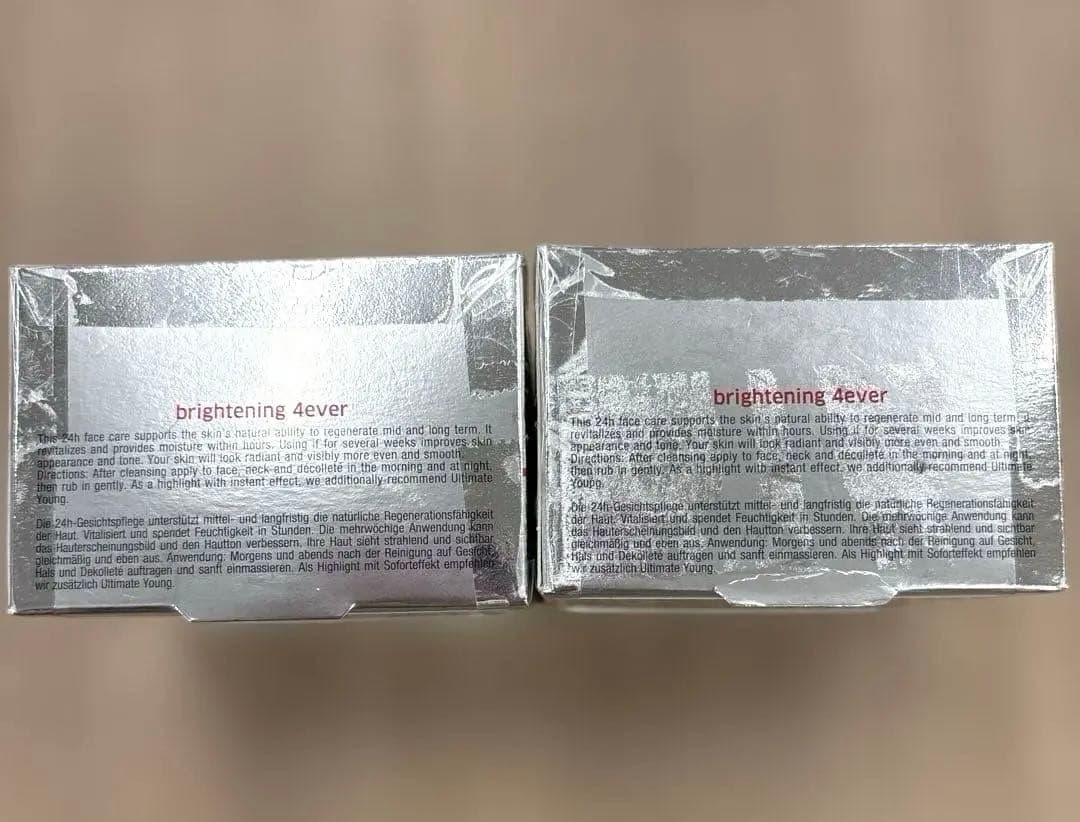 brightening 4ever
This 24h face care supports the skin's natural ability to regenerate mid and long term. It
revitalizes and provides moisture within hours. Using if for several weeks improves skin
appearance and tone. Your skin will look radiant and visibly more even and smooth.
Directions: After cleansing apply to face, neck and décolleté in the morning and at night,
then rub in gently. As a highlight with instant effect, we additionally recommend Ultimate
Young.
Die 24h-Gesichtspflege unterstützt mittel- und langfristig die natürliche Regenerationsfähigkeit
der Haut. Vitalisiert und spendet Feuchtigkeit in Stunden. Die mehrwöchige Anwendung kann
das Hauterscheinungsbild und den Hautton verbessern. Ihre Haut sieht strahlend und sichtbar
gleichmäßig und eben aus. Anwendung: Morgens und abends nach der Reinigung auf Gesicht,
Hals und Dekolleté auftragen und sanft einmassieren. Als Highlight mit Soforteffekt empfehlen
wir zusätzlich Ultimate Young.
brightening 4ever
This 24h face care supports the skin's natural ability to regenerate mid and long term.
revitalizes and provides moisture within hours. Using if for several weeks improves skin
appearance and tone. Your skin will look radiant and visibly more even and smooth
Directions: After cleansing apply to face, neck and décolleté in the morning and at night,
then rub in gently. As a highlight with instant effect, we additionally recommend Ultimate
Young.
Die 24h-Gesichtspflege unterstützt mittel- und langfristig die natürliche Regenerationsfähigkeit
der Haut. Vitalisiert und spendet Feuchtigkeit in Stunden. Die mehrwöchige Anwendung kann
das Hauterscheinungsbild und den Hautton verbessern. Ihre Haut sieht strahlend und sichtbar
gleichmäßig und eben aus. Anwendung: Morgens und abends nach der Reinigung auf Gesicht,
Hals und Dekolleté auftragen und sanft einmassieren. Als Highlight mit Soforteffekt empfehlen
wir zusätzlich Ultimate Young.